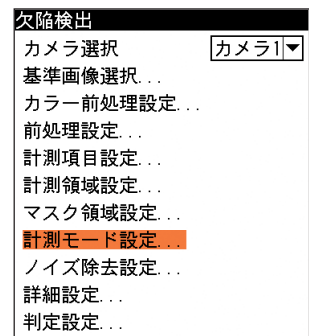 欠陥検出
カメラ選択 カメラ1▼
基準画像選択...
カラー前処理設定...
前処理設定...
計測項目設定...
計測領域設定...
マスク領域設定...
計測モード設定...
ノイズ除去設定...
詳細設定...
判定設定...